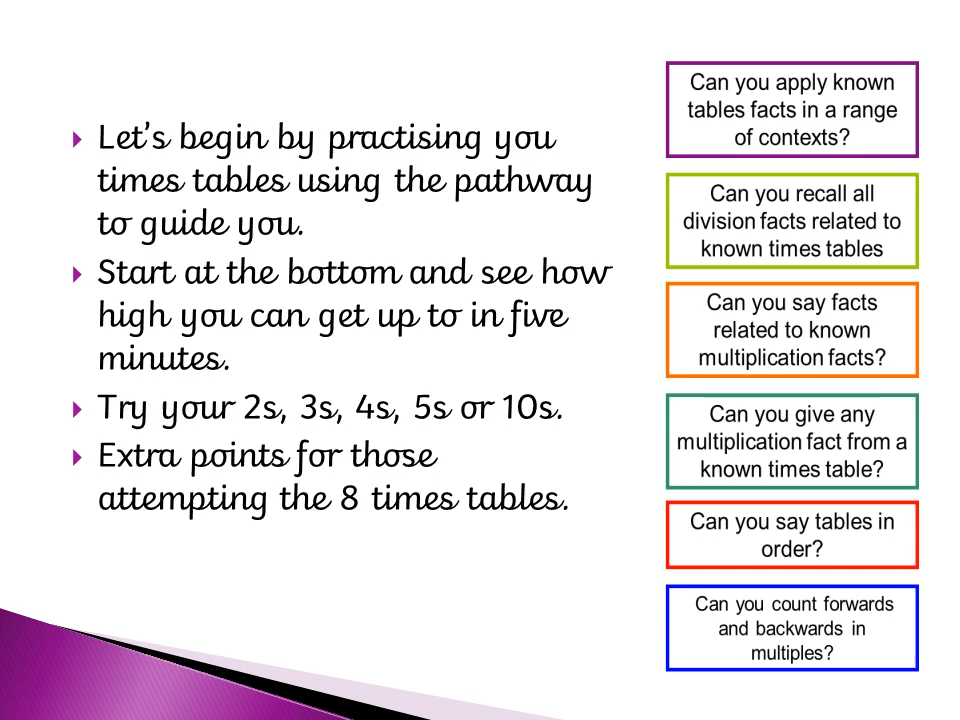 Let's begin by practising you
times tables using the pathway
to guide you.
Start at the bottom and see how
high you can get up to in five
minutes.
Try your 2s, 3s, 4s, 5s or 10s.
Extra points for those
attempting the 8 times tables.
Can you apply known
tables facts in a range
of contexts?
Can you recall all
division facts related to
known times tables
Can you say facts
related to known
multiplication facts?
Can you give any
multiplication fact from a
known times table?
Can you say tables in
order?
Can you count forwards
and backwards in
multiples?